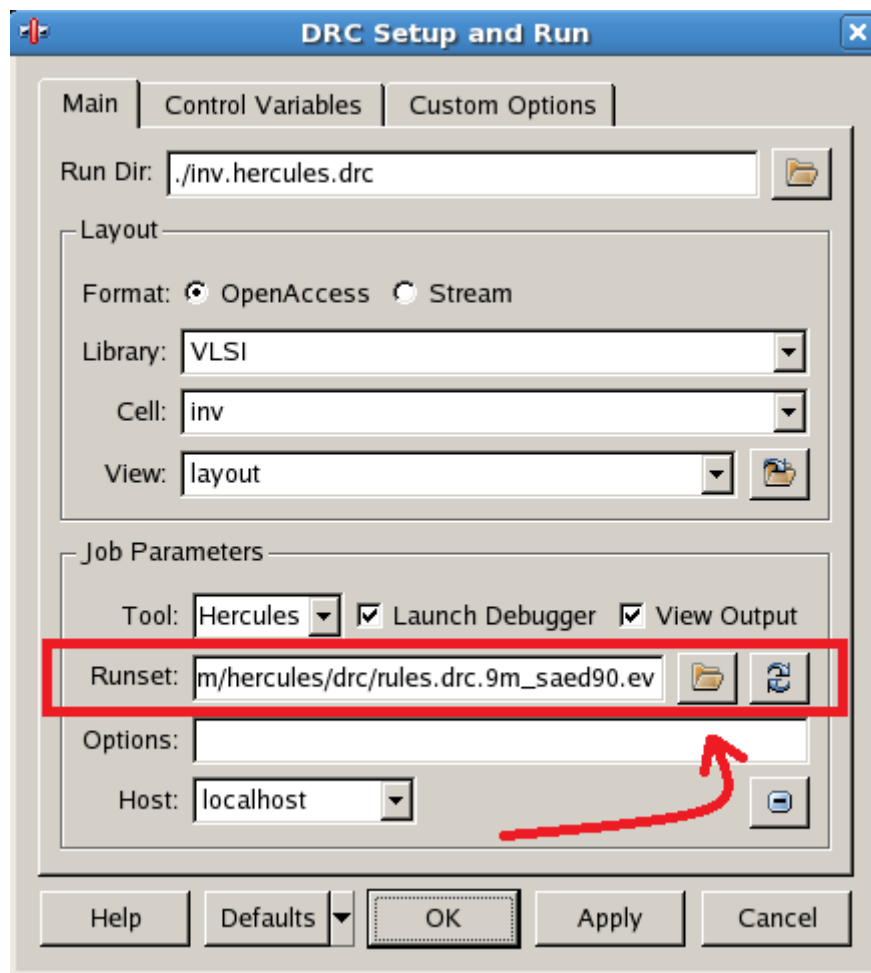 DRC Setup and Run
Main Control Variables Custom Options
Run Dir: ./inv.hercules.drc
Layout
Format: OpenAccess Stream
Library: VLSI
Cell: inv
View: layout
Job Parameters
Tool: Hercules Launch Debugger View Output
Runset: m/hercules/drc/rules.drc.9m_saed90.ev
Options:
Host: localhost
Help Defaults OK Apply Cancel